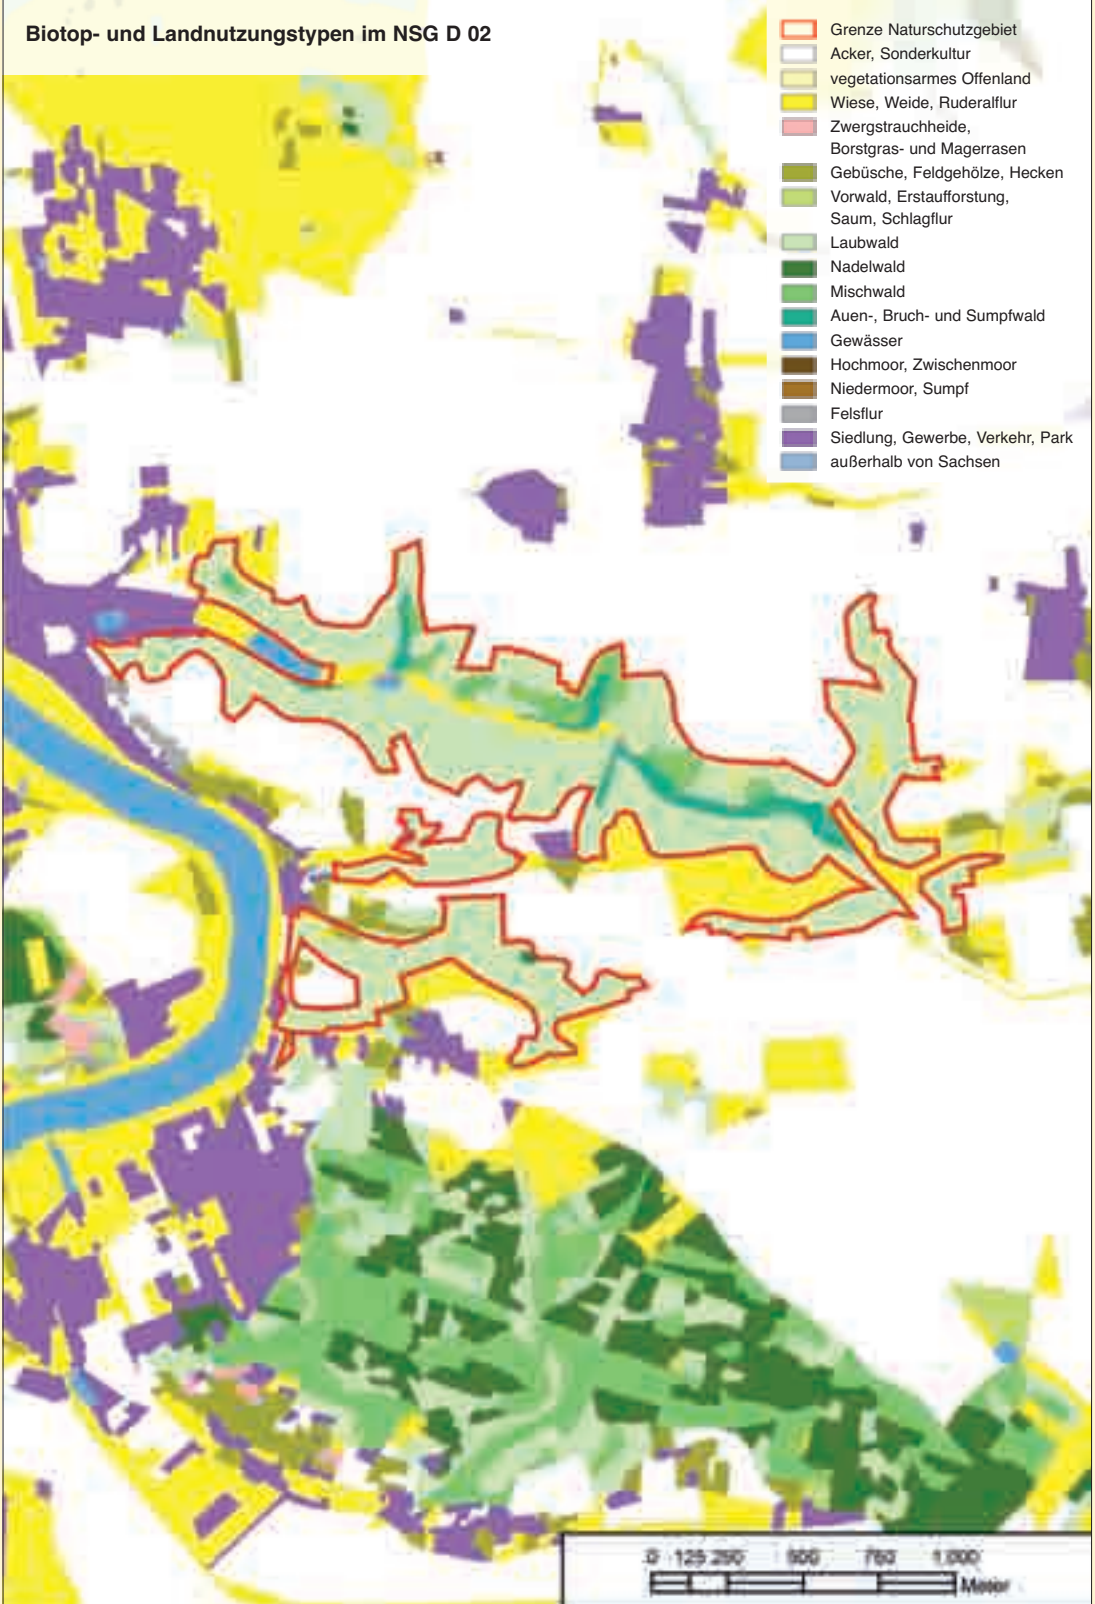 Biotop- und Landnutzungstypen im NSG D 02
Grenze Naturschutzgebiet
Acker, Sonderkultur
vegetationsarmes Offenland
Wiese, Weide, Ruderalflur
Zwergstrauchheide,
Borstgras- und Magerrasen
Gebüsche, Feldgehölze, Hecken
Vorwald, Erstaufforstung,
Saum, Schlagflur
Laubwald
Nadelwald
Mischwald
Auen-, Bruch- und Sumpfwald
Gewässer
Hochmoor, Zwischenmoor
Niedermoor, Sumpf
Felsflur
Siedlung, Gewerbe, Verkehr, Park
außerhalb von Sachsen
0 125 250 500 750 1.000
Meter